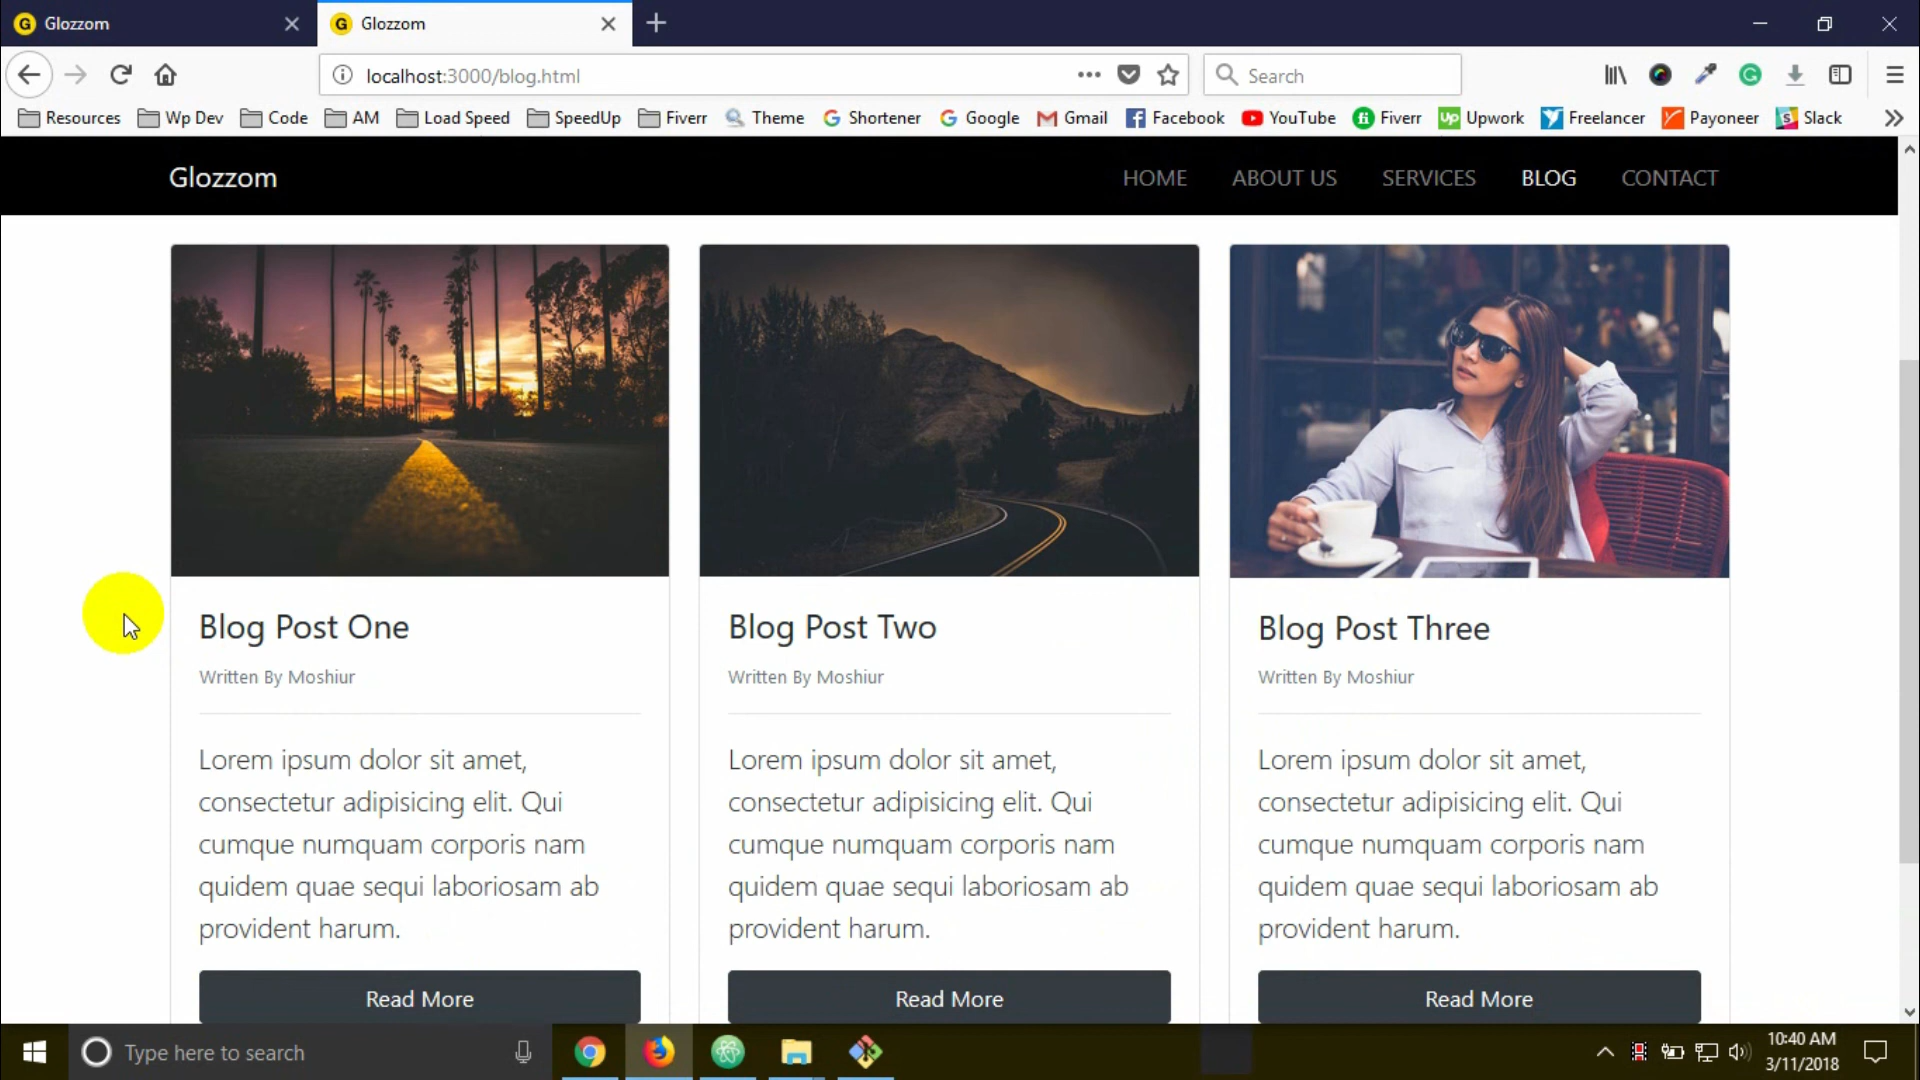 Glozzom
Glozzom
localhost:3000/blog.html
Search
Resources Wp Dev Code AM Load Speed SpeedUp Fiverr Theme Shortener Google Gmail Facebook YouTube Fiverr Upwork Freelancer Payoneer Slack
Glozzom HOME ABOUT US SERVICES BLOG CONTACT
Blog Post One
Written By Moshiur
Lorem ipsum dolor sit amet,
consectetur adipisicing elit. Qui
cumque numquam corporis nam
quidem quae sequi laboriosam ab
provident harum.
Read More
Blog Post Two
Written By Moshiur
Lorem ipsum dolor sit amet,
consectetur adipisicing elit. Qui
cumque numquam corporis nam
quidem quae sequi laboriosam ab
provident harum.
Read More
Blog Post Three
Written By Moshiur
Lorem ipsum dolor sit amet,
consectetur adipisicing elit. Qui
cumque numquam corporis nam
quidem quae sequi laboriosam ab
provident harum.
Read More
Type here to search
10:40 AM
3/11/2018